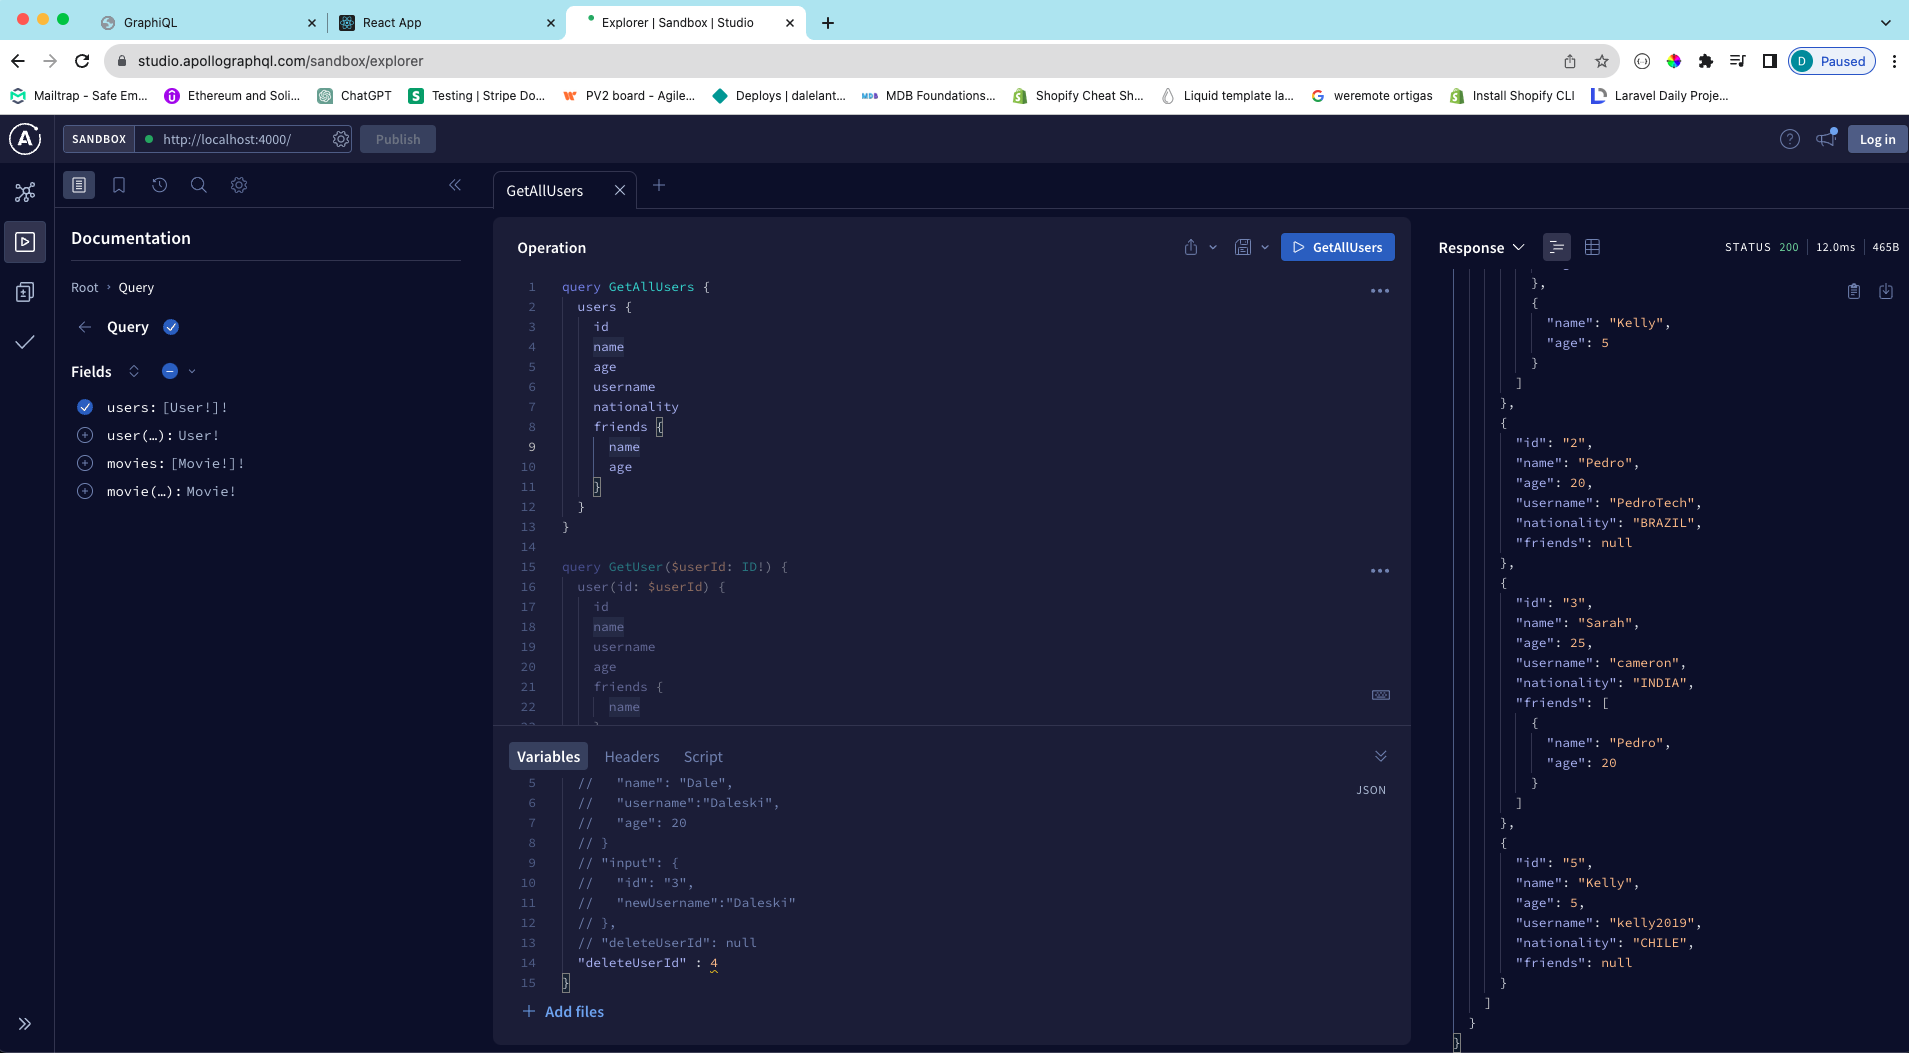 GraphiQL
React App
Explorer | Sandbox | Studio
studio.apollographql.com/sandbox/explorer
D Paused
Mailtrap - Safe Em...
Ethereum and Soli...
ChatGPT
S Testing | Stripe Do...
PV2 board - Agile...
Deploys | dalelant...
MDB MDB Foundations...
Shopify Cheat Sh...
Liquid template la...
weremote ortigas
Install Shopify CLI
Laravel Daily Proje...
SANDBOX
http://localhost:4000/
Publish
Log in
Documentation
Root › Query
Query
Fields
users: [User!]!
user(…): User!
movies: [Movie!]!
movie(…): Movie!
GetAllUsers
Operation
GetAllUsers
1 query GetAllUsers {
2 users {
3 id
4 name
5 age
6 username
7 nationality
8 friends {
9 name
10 age
11 }
12 }
13 }
14
15 query GetUser($userId: ID!) {
16 user(id: $userId) {
17 id
18 name
19 username
20 age
21 friends {
22 name
Variables Headers Script
JSON
5 // "name": "Dale",
6 // "username":"Daleski",
7 // "age": 20
8 // }
9 // "input": {
10 // "id": "3",
11 // "newUsername":"Daleski"
12 // },
13 // "deleteUserId": null
14 "deleteUserId" : 4
15 }
Add files
Response
STATUS 200 12.0ms 465B
},
{
"name": "Kelly",
"age": 5
}
]
},
{
"id": "2",
"name": "Pedro",
"age": 20,
"username": "PedroTech",
"nationality": "BRAZIL",
"friends": null
},
{
"id": "3",
"name": "Sarah",
"age": 25,
"username": "cameron",
"nationality": "INDIA",
"friends": [
{
"name": "Pedro",
"age": 20
}
]
},
{
"id": "5",
"name": "Kelly",
"age": 5,
"username": "kelly2019",
"nationality": "CHILE",
"friends": null
}
]
}
}